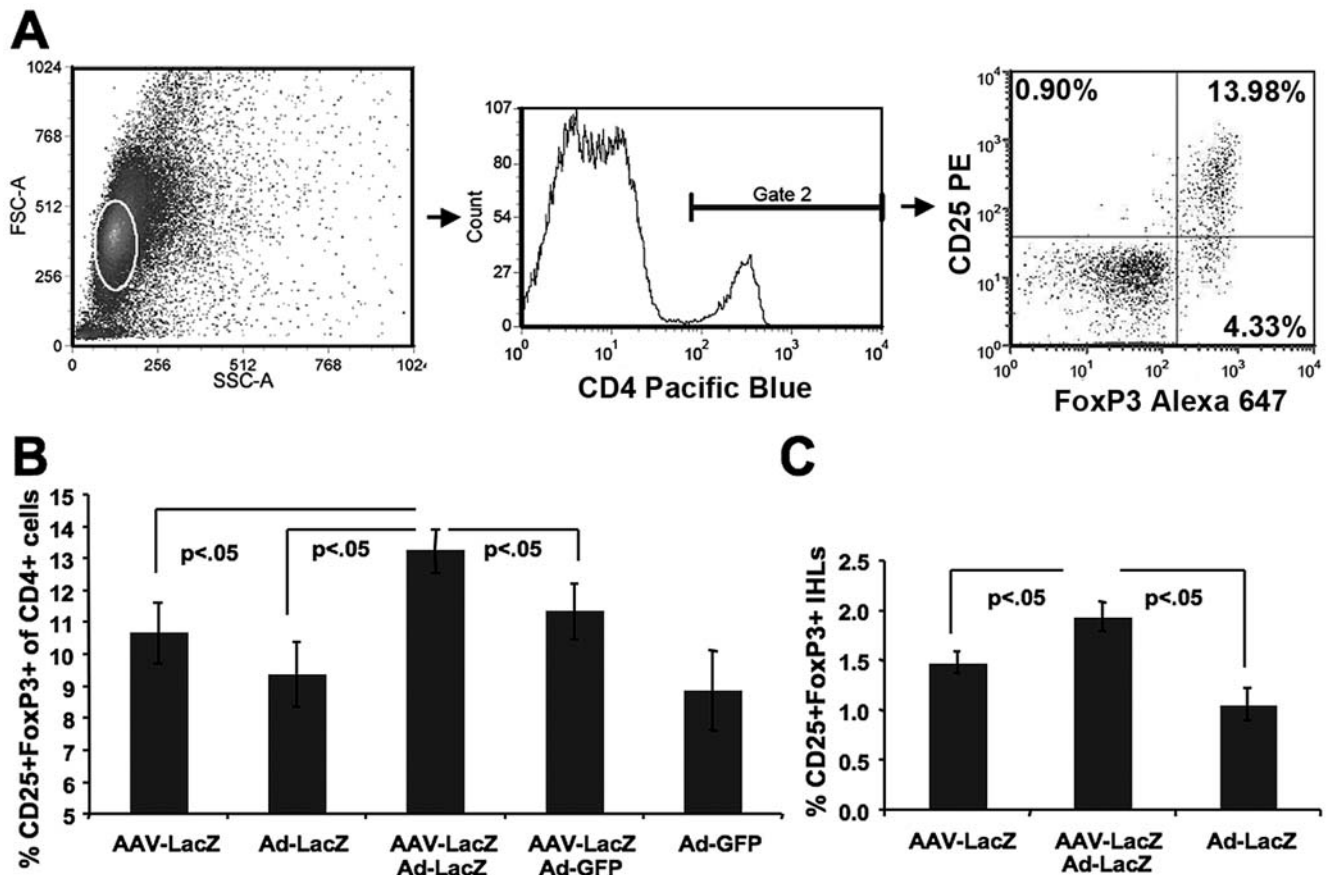 A
1024
768
512
256
0
FSC-A
0 256 512 768 1024
SSC-A
107
80
54
27
0
Count
Gate 2
10^0 10^1 10^2 10^3 10^4
CD4 Pacific Blue
10^4
10^3
10^2
10^1
10^0
CD25 PE
0.90% 13.98%
4.33%
10^0 10^1 10^2 10^3 10^4
FoxP3 Alexa 647
B
% CD25+FoxP3+ of CD4+ cells
15
14
13
12
11
10
9
8
7
6
5
p<.05 p<.05 p<.05
AAV-LacZ Ad-LacZ AAV-LacZ AAV-LacZ Ad-GFP
Ad-LacZ Ad-GFP
C
% CD25+FoxP3+ IHLs
2.5
2.0
1.5
1.0
0.5
0.0
p<.05 p<.05
AAV-LacZ AAV-LacZ Ad-LacZ
Ad-LacZ